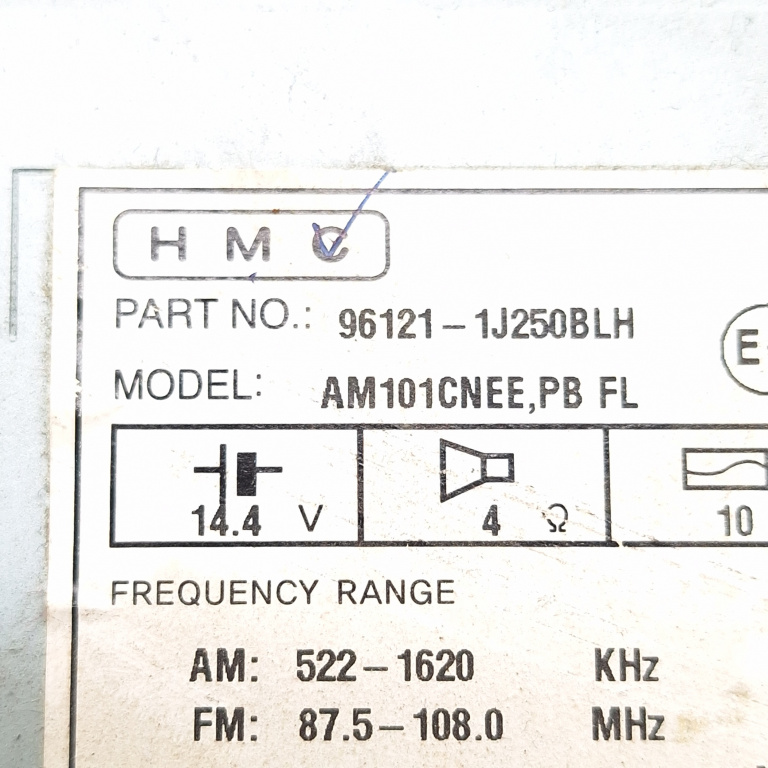 HMC
PART NO.: 96121-1J250BLH
MODEL: AM101CNEE,PB FL
E
14.4 V 4 Ω 10
FREQUENCY RANGE
AM: 522-1620 KHz
FM: 87.5-108.0 MHz